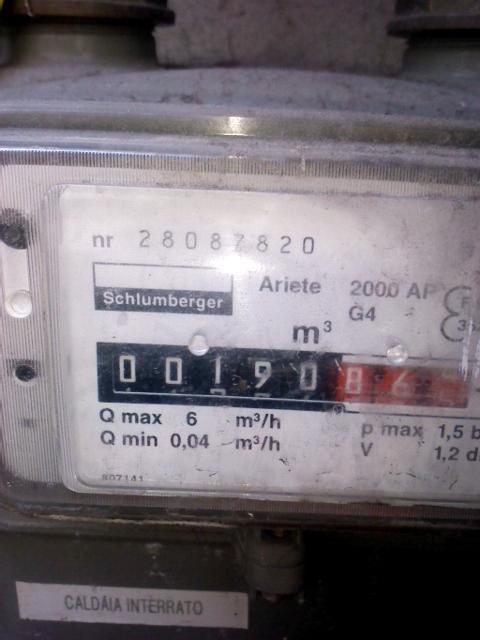 nr 28087820
Schlumberger
Ariete 2000 AP
G4
m³
00190 86
Q max 6 m³/h
Q min 0,04 m³/h
p max 1,5 b
V 1,2 d
CALDAIA INTERRATO